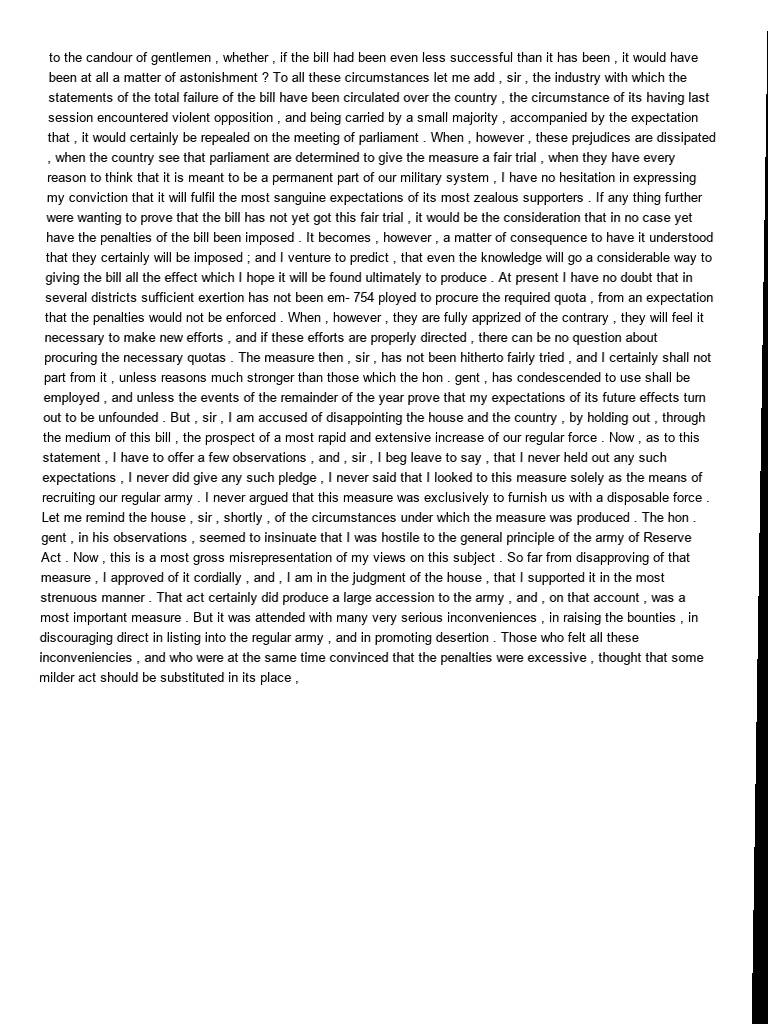 to the candour of gentlemen , whether , if the bill had been even less successful than it has been , it would have
been at all a matter of astonishment ? To all these circumstances let me add , sir , the industry with which the
statements of the total failure of the bill have been circulated over the country , the circumstance of its having last
session encountered violent opposition , and being carried by a small majority , accompanied by the expectation
that , it would certainly be repealed on the meeting of parliament . When , however , these prejudices are dissipated
, when the country see that parliament are determined to give the measure a fair trial , when they have every
reason to think that it is meant to be a permanent part of our military system , I have no hesitation in expressing
my conviction that it will fulfil the most sanguine expectations of its most zealous supporters . If any thing further
were wanting to prove that the bill has not yet got this fair trial , it would be the consideration that in no case yet
have the penalties of the bill been imposed . It becomes , however , a matter of consequence to have it understood
that they certainly will be imposed ; and I venture to predict , that even the knowledge will go a considerable way to
giving the bill all the effect which I hope it will be found ultimately to produce . At present I have no doubt that in
several districts sufficient exertion has not been em- 754 ployed to procure the required quota , from an expectation
that the penalties would not be enforced . When , however , they are fully apprized of the contrary , they will feel it
necessary to make new efforts , and if these efforts are properly directed , there can be no question about
procuring the necessary quotas . The measure then , sir , has not been hitherto fairly tried , and I certainly shall not
part from it , unless reasons much stronger than those which the hon . gent , has condescended to use shall be
employed , and unless the events of the remainder of the year prove that my expectations of its future effects turn
out to be unfounded . But , sir , I am accused of disappointing the house and the country , by holding out , through
the medium of this bill , the prospect of a most rapid and extensive increase of our regular force . Now , as to this
statement , I have to offer a few observations , and , sir , I beg leave to say , that I never held out any such
expectations , I never did give any such pledge , I never said that I looked to this measure solely as the means of
recruiting our regular army . I never argued that this measure was exclusively to furnish us with a disposable force .
Let me remind the house , sir , shortly , of the circumstances under which the measure was produced . The hon .
gent , in his observations , seemed to insinuate that I was hostile to the general principle of the army of Reserve
Act . Now , this is a most gross misrepresentation of my views on this subject . So far from disapproving of that
measure , I approved of it cordially , and , I am in the judgment of the house , that I supported it in the most
strenuous manner . That act certainly did produce a large accession to the army , and , on that account , was a
most important measure . But it was attended with many very serious inconveniences , in raising the bounties , in
discouraging direct in listing into the regular army , and in promoting desertion . Those who felt all these
inconveniencies , and who were at the same time convinced that the penalties were excessive , thought that some
milder act should be substituted in its place ,